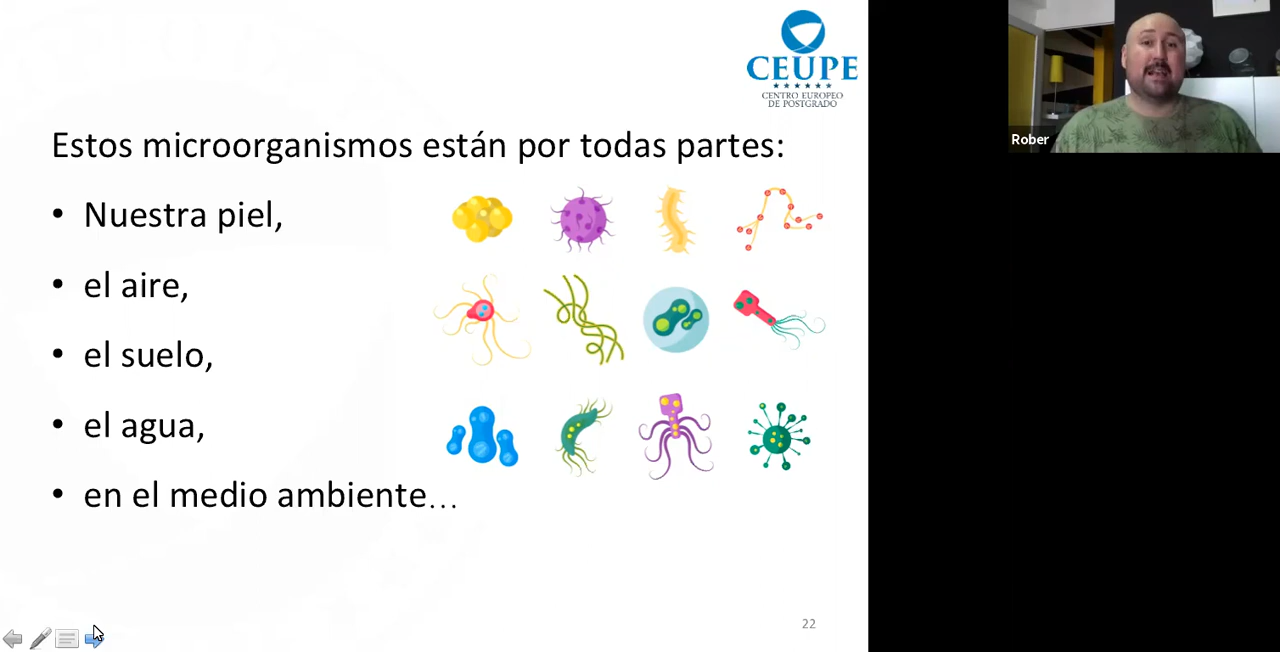 CEUPE
CENTRO EUROPEO
DE POSTGRADO
Rober
Estos microorganismos están por todas partes:
• Nuestra piel,
• el aire,
• el suelo,
• el agua,
• en el medio ambiente…
22